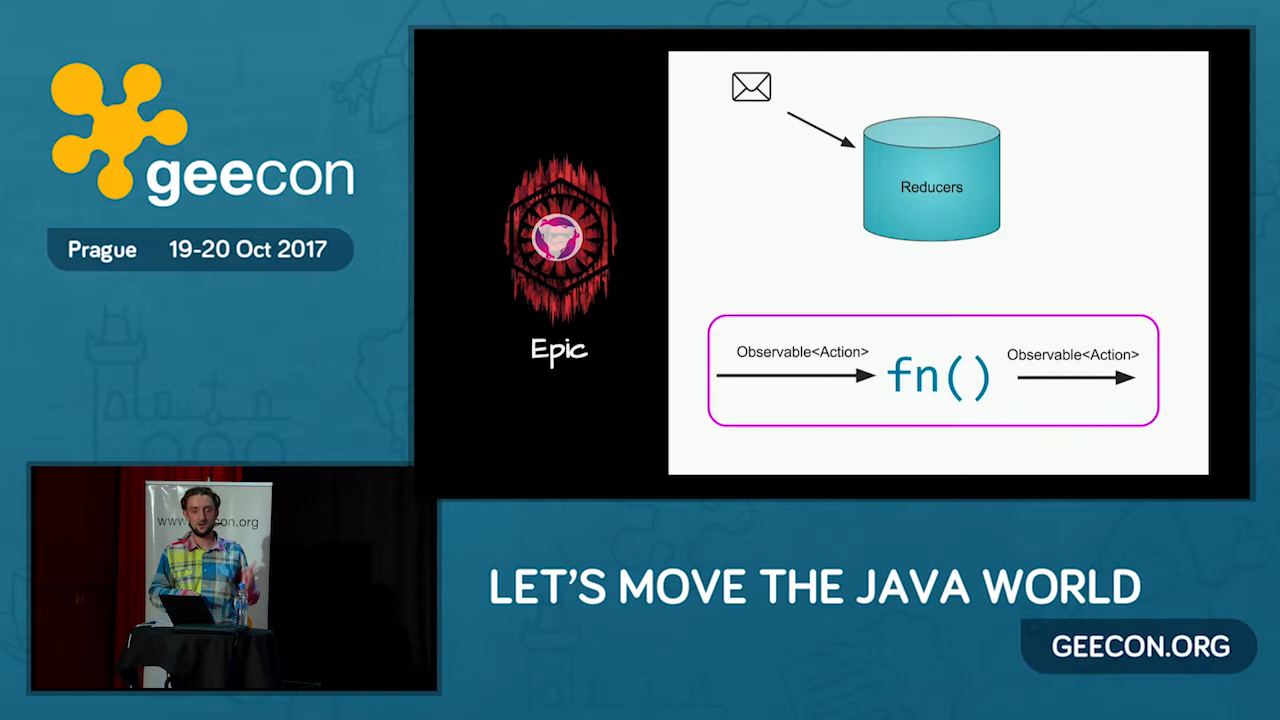 geecon
Prague 19-20 Oct 2017
Epic
Reducers
Observable<Action>
fn()
Observable<Action>
www.
con.org
LET'S MOVE THE JAVA WORLD
GEECON.ORG